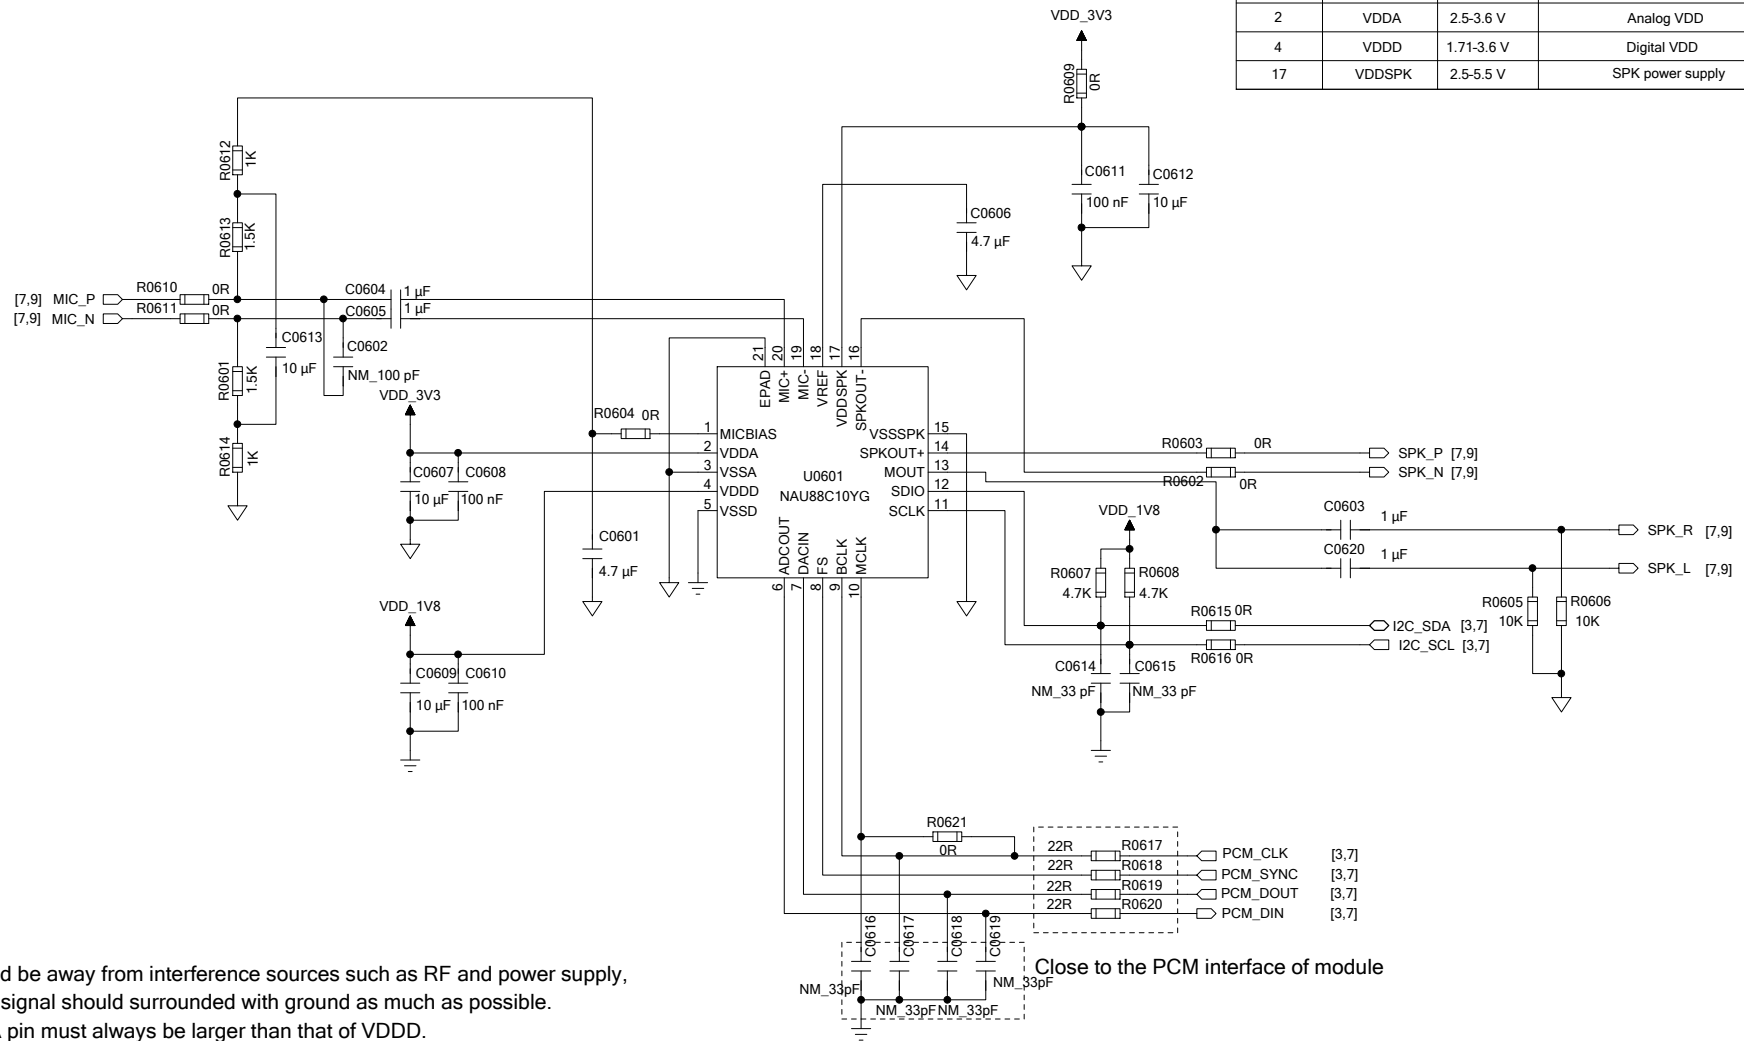 VDD_3V3
2 VDDA 2.5-3.6 V Analog VDD
4 VDDD 1.71-3.6 V Digital VDD
17 VDDSPK 2.5-5.5 V SPK power supply
R0609
0R
C0611
100 nF
C0612
10 µF
C0606
4.7 µF
R0612
1K
R0613
1.5K
[7,9] MIC_P
R0610
0R
[7,9] MIC_N
R0611
0R
C0604
1 µF
C0605
1 µF
C0613
10 µF
C0602
NM_100 pF
R0601
1.5K
R0614
1K
VDD_3V3
C0607
10 µF
C0608
100 nF
R0604 0R
C0601
4.7 µF
VDD_1V8
C0609
10 µF
C0610
100 nF
21
20
19
18
17
16
EPAD
MIC+
MIC-
VREF
VDDSPK
SPKOUT-
1 MICBIAS
2 VDDA
3 VSSA
4 VDDD
5 VSSD
U0601
NAU88C10YG
VSSSPK 15
SPKOUT+ 14
MOUT 13
SDIO 12
SCLK 11
ADCOUT
DACIN
FS
BCLK
MCLK
6
7
8
9
10
R0603 0R
SPK_P [7,9]
R0602 0R
SPK_N [7,9]
C0603
1 µF
SPK_R [7,9]
C0620
1 µF
SPK_L [7,9]
VDD_1V8
R0607
4.7K
R0608
4.7K
R0605
10K
R0606
10K
R0615 0R
I2C_SDA [3,7]
R0616 0R
I2C_SCL [3,7]
C0614
NM_33 pF
C0615
NM_33 pF
R0621
0R
22R R0617 PCM_CLK [3,7]
22R R0618 PCM_SYNC [3,7]
22R R0619 PCM_DOUT [3,7]
22R R0620 PCM_DIN [3,7]
C0616
C0617
C0618
C0619
NM_33pF
NM_33pF
NM_33pF
NM_33pF
Close to the PCM interface of module
d be away from interference sources such as RF and power supply,
signal should surrounded with ground as much as possible.
pin must always be larger than that of VDDD.